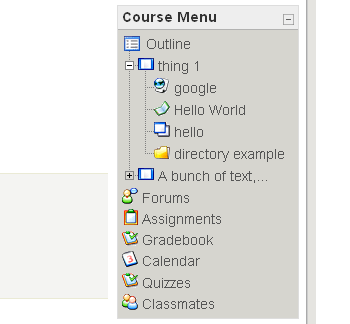 Course Menu
Outline
thing 1
google
Hello World
hello
directory example
A bunch of text,...
Forums
Assignments
Gradebook
Calendar
Quizzes
Classmates